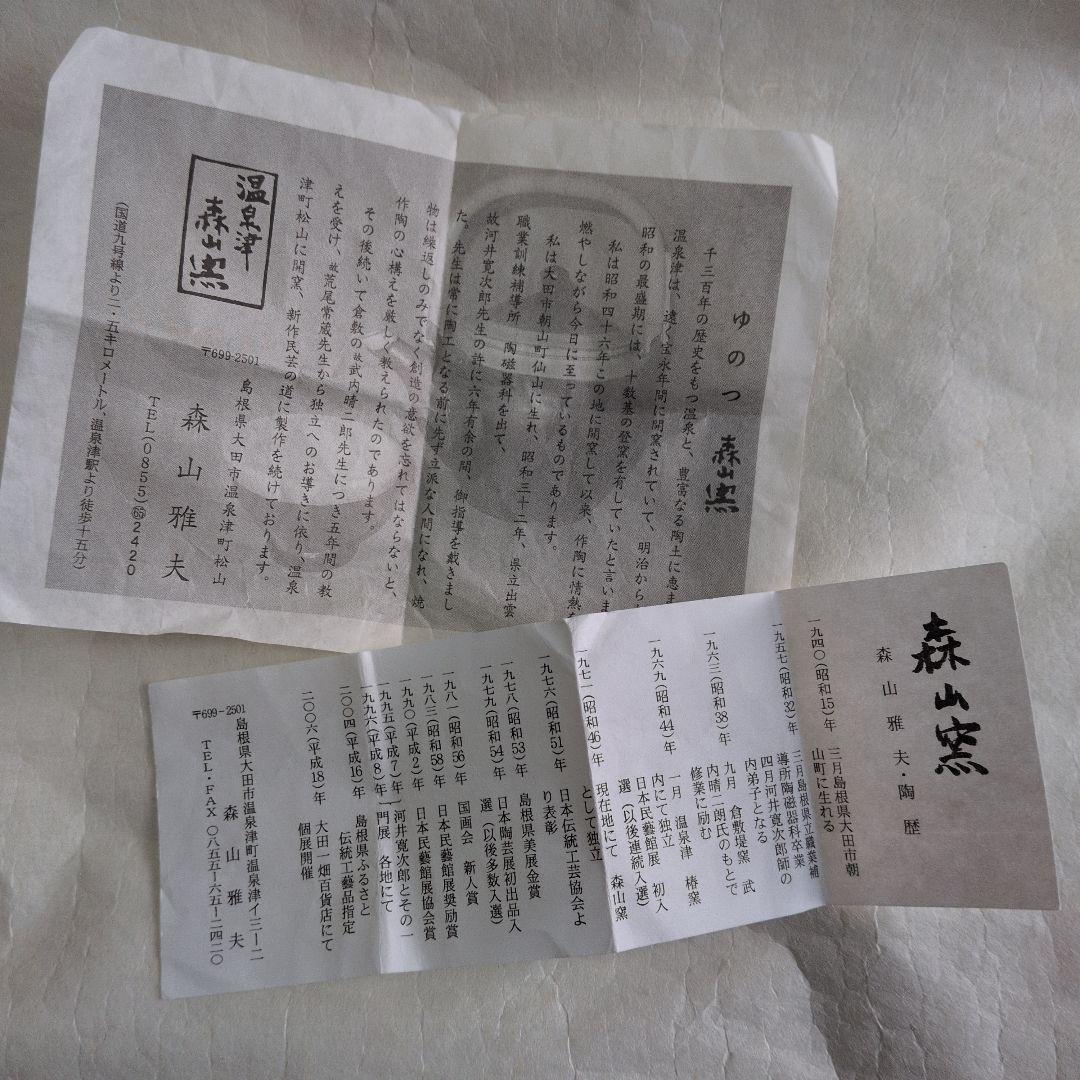 ゆのつ 森山窯
千三百年の歴史をもつ温泉と、豊富なる陶土に恵ま
温泉津は、遠く宝永年間に開窯されていて、明治から
昭和の最盛期には、十数基の登窯を有していたと言いま
私は昭和四十六年この地に開窯して以来、作陶に情熱を
燃やしながら今日に至っているものであります。
私は大田市朝山町仙山に生れ、昭和三十二年、県立出雲
職業訓練補導所 陶磁器科を出て、
故河井寛次郎先生の許に六年有余の間、御指導を戴きまし
た。先生は常に陶工となる前に先ず立派な人間になれ、焼
物は繰返しのみでなく創造の意欲を忘れてはならないと、
作陶の心構えを厳しく教えられたのであります。
その後続いて倉敷の故武内晴二郎先生につき五年間の教
えを受け、故荒尾常蔵先生から独立へのお導きに依り、温泉
津町松山に開窯、新作民芸の道に製作を続けております。
温泉津
森山窯
〒699-2501
島根県大田市温泉津町松山
森山雅夫
TEL(0855)65 2420
(国道九号線より二・五キロメートル、温泉津駅より徒歩十五分)
森山窯
森山雅夫・陶歴
一九四〇(昭和15)年 三月島根県大田市朝
山町に生れる
一九五七(昭和32)年 三月島根県立職業補
導所陶磁器科卒業
四月河井寛次郎師の
内弟子となる
一九六三(昭和38)年 九月 倉敷堤窯 武
内晴二朗氏のもとで
修業に励む
一九六九(昭和44)年 一月 温泉津 椿窯
内にて独立
日本民藝館展 初入
選(以後連続入選)
一九七一(昭和46)年 現在地にて 森山窯
として独立
一九七六(昭和51)年 日本伝統工芸協会よ
り表彰
一九七八(昭和53)年 島根県美展金賞
一九七九(昭和54)年 日本陶芸展初出品入
選(以後多数入選)
一九八一(昭和56)年 国画会 新人賞
一九八三(昭和58)年 日本民藝館展奨励賞
一九九〇(平成2)年 日本民藝館展協会賞
一九九五(平成7)年 河井寛次郎とその一
一九九六(平成8)年 門展 各地にて
二〇〇四(平成16)年 島根県ふるさと
伝統工藝品指定
二〇〇六(平成18)年 大田一畑百貨店にて
個展開催
〒699-2501
島根県大田市温泉津町温泉津イ三一二
森山雅夫
TEL・FAX 〇八五五ー六五ー二四二〇